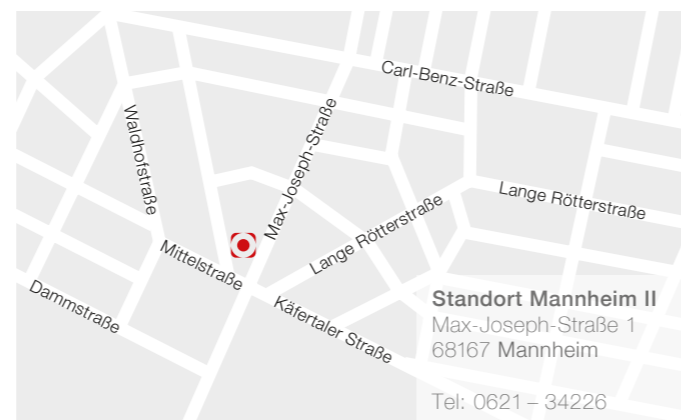 Carl-Benz-Straße
Waldhofstraße
Max-Joseph-Straße
Lange Rötterstraße
Lange Rötterstraße
Mittelstraße
Dammstraße
Käfertaler Straße
Standort Mannheim II
Max-Joseph-Straße 1
68167 Mannheim
Tel: 0621 – 34226